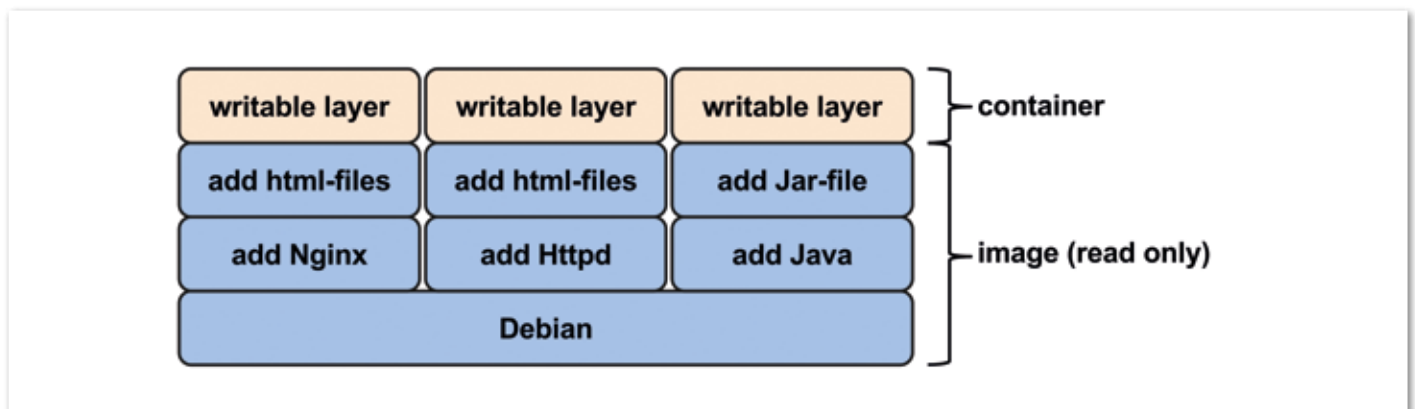 writable layer writable layer writable layer container
add html-files add html-files add Jar-file
add Nginx add Httpd add Java image (read only)
Debian